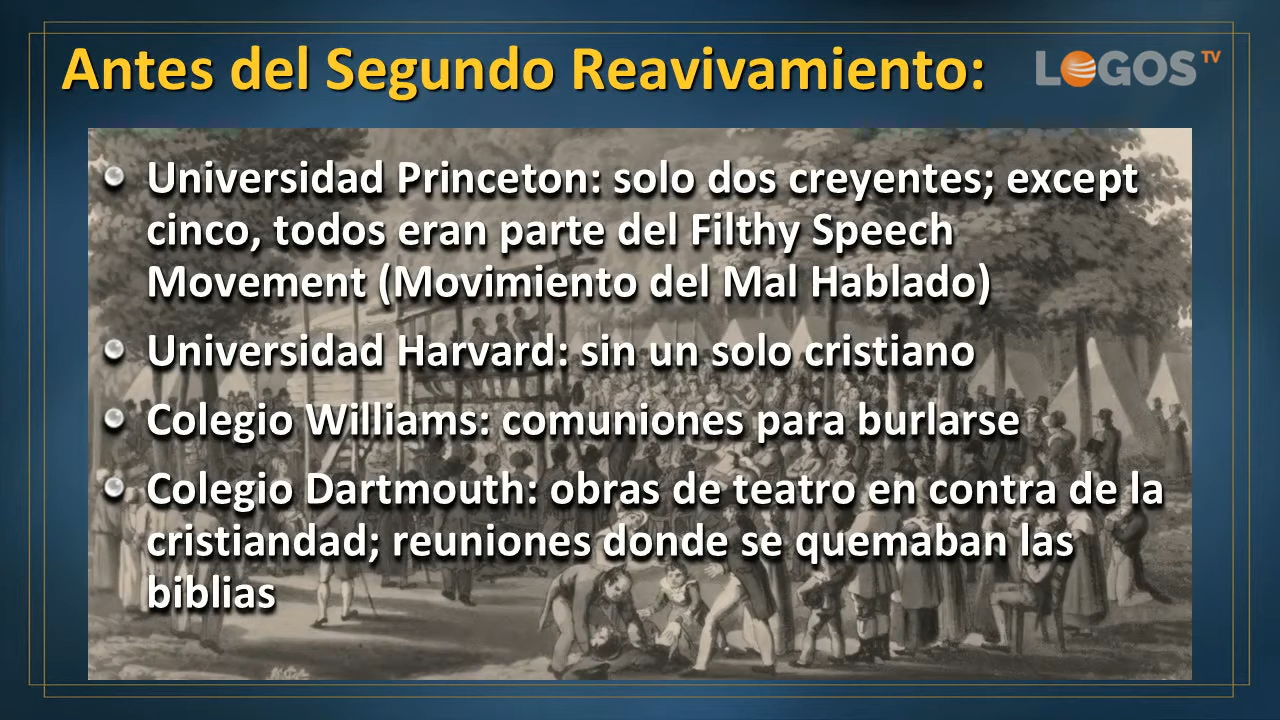 Antes del Segundo Reavivamiento:
LOGOS TV
Universidad Princeton: solo dos creyentes; except
cinco, todos eran parte del Filthy Speech
Movement (Movimiento del Mal Hablado)
Universidad Harvard: sin un solo cristiano
Colegio Williams: comuniones para burlarse
Colegio Dartmouth: obras de teatro en contra de la
cristiandad; reuniones donde se quemaban las
biblias